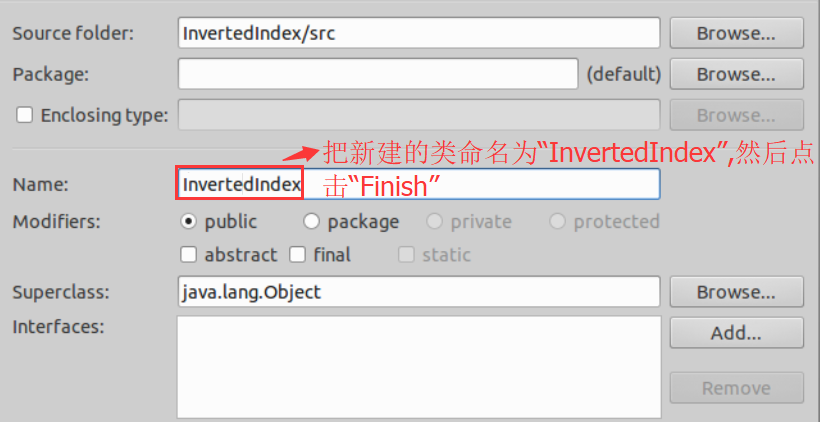 Source folder: InvertedIndex/src Browse...
Package: (default) Browse...
Enclosing type: Browse...
把新建的类命名为“InvertedIndex”,然后点
击“Finish”
Name: InvertedIndex
Modifiers: public package private protected
abstract final static
Superclass: java.lang.Object Browse...
Interfaces: Add...
Remove